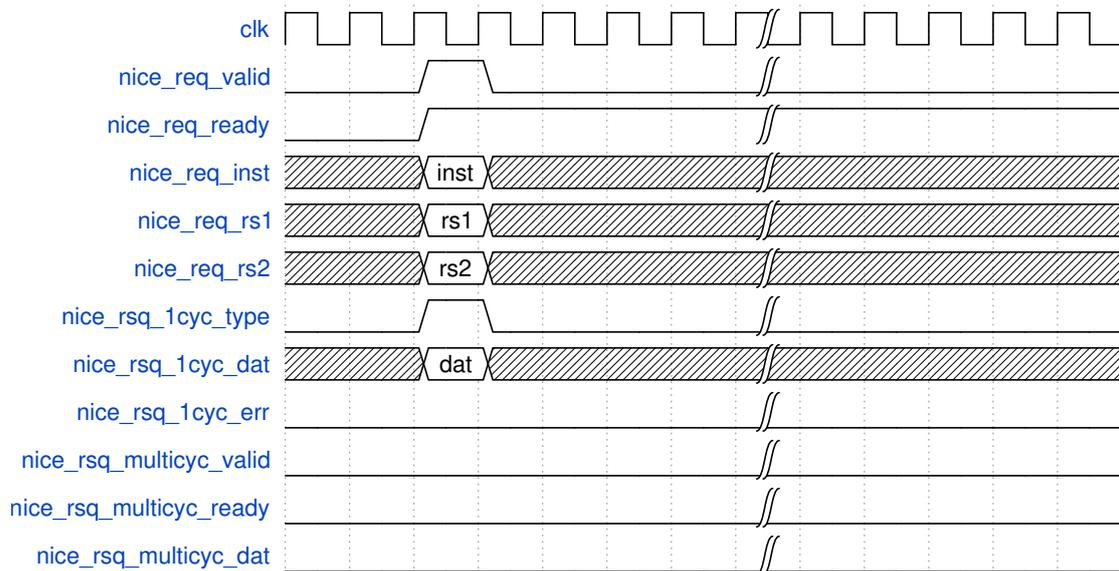 clk
nice_req_valid
nice_req_ready
nice_req_inst inst
nice_req_rs1 rs1
nice_req_rs2 rs2
nice_rsq_1cyc_type
nice_rsq_1cyc_dat dat
nice_rsq_1cyc_err
nice_rsq_multicyc_valid
nice_rsq_multicyc_ready
nice_rsq_multicyc_dat